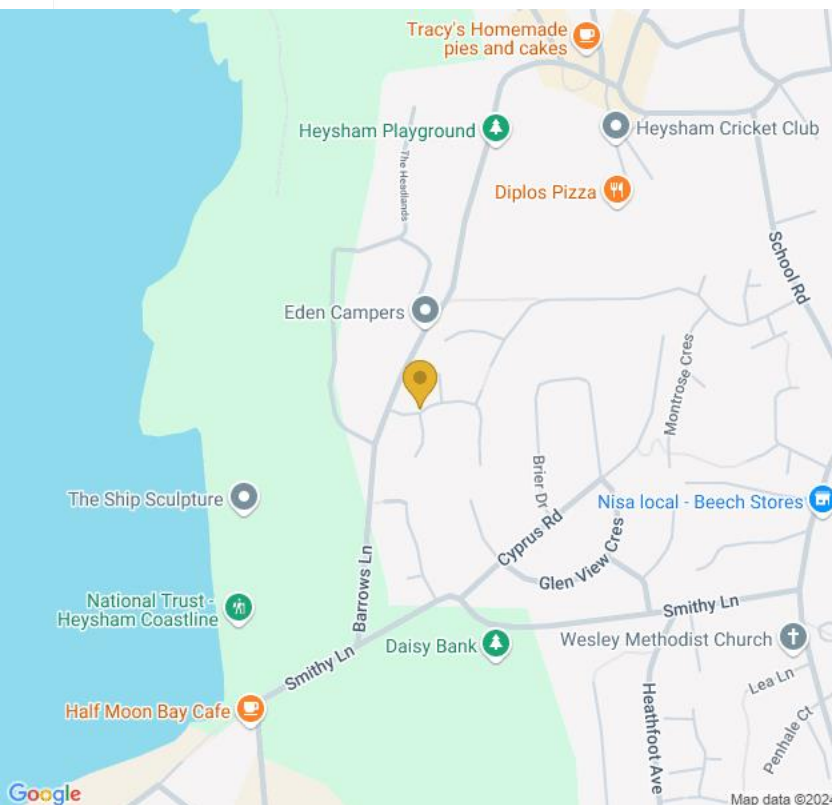 Tracy's Homemade
pies and cakes
Heysham Playground
Heysham Cricket Club
The Headlands
Diplos Pizza
School Rd
Eden Campers
Montrose Cres
Brier Dr
The Ship Sculpture
Nisa local - Beech Stores
Cyprus Rd
Glen View Cres
Barrows Ln
National Trust -
Heysham Coastline
Smithy Ln
Daisy Bank
Wesley Methodist Church
Smithy Ln
Lea Ln
Half Moon Bay Cafe
Heathfoot Ave
Penhale Ct
Google
Map data ©2024